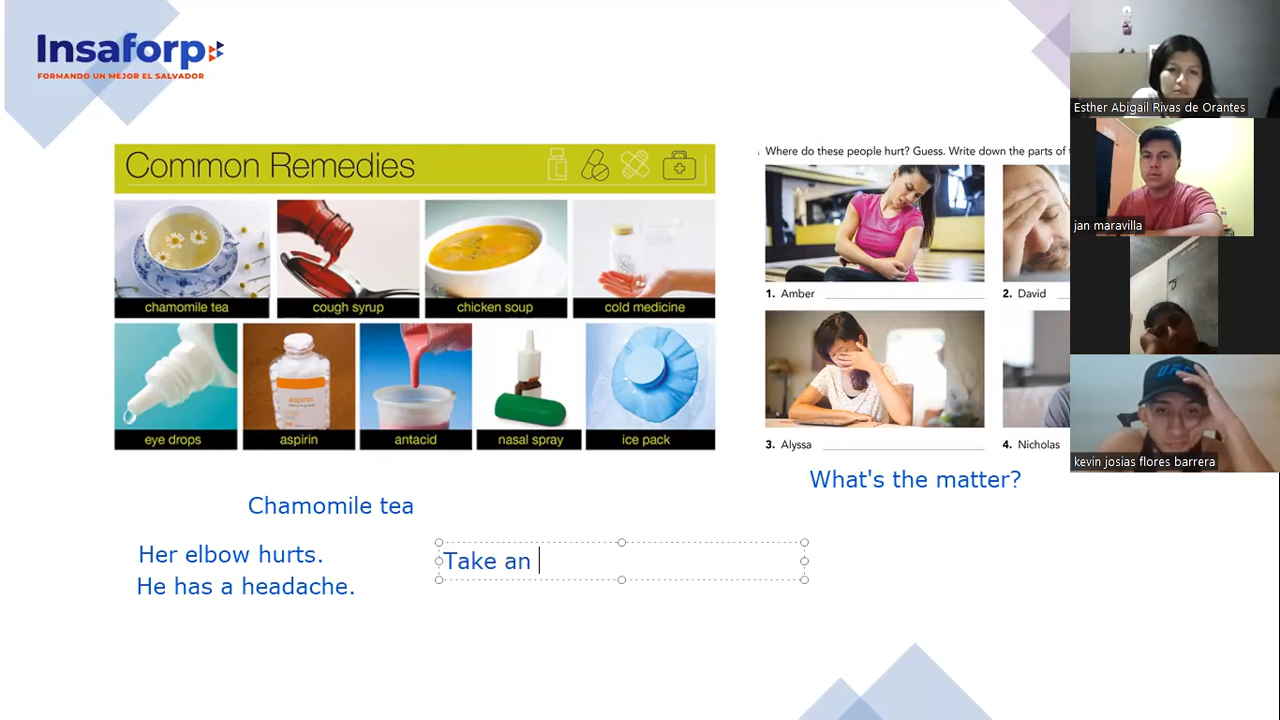 Insaforp
FORMANDO UN MEJOR EL SALVADOR
Common Remedies
chamomile tea
cough syrup
chicken soup
cold medicine
eye drops
aspirin
antacid
nasal spray
ice pack
Where do these people hurt? Guess. Write down the parts of
1. Amber
2. David
3. Alyssa
4. Nicholas
What's the matter?
Chamomile tea
Her elbow hurts.
He has a headache.
Take an
Esther Abigail Rivas de Orantes
jan maravilla
kevin josias flores barrera
aspirin